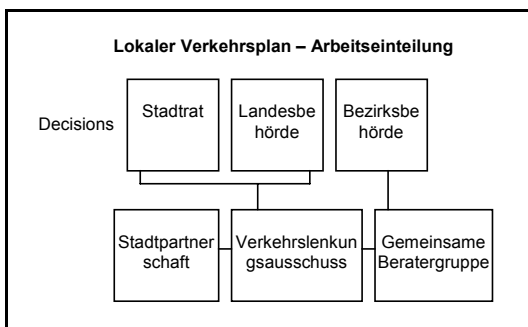 Lokaler Verkehrsplan – Arbeitseinteilung
Decisions
Stadtrat
Landesbe
hörde
Bezirksbe
hörde
Stadtpartner
schaft
Verkehrslenkun
gsausschuss
Gemeinsame
Beratergruppe